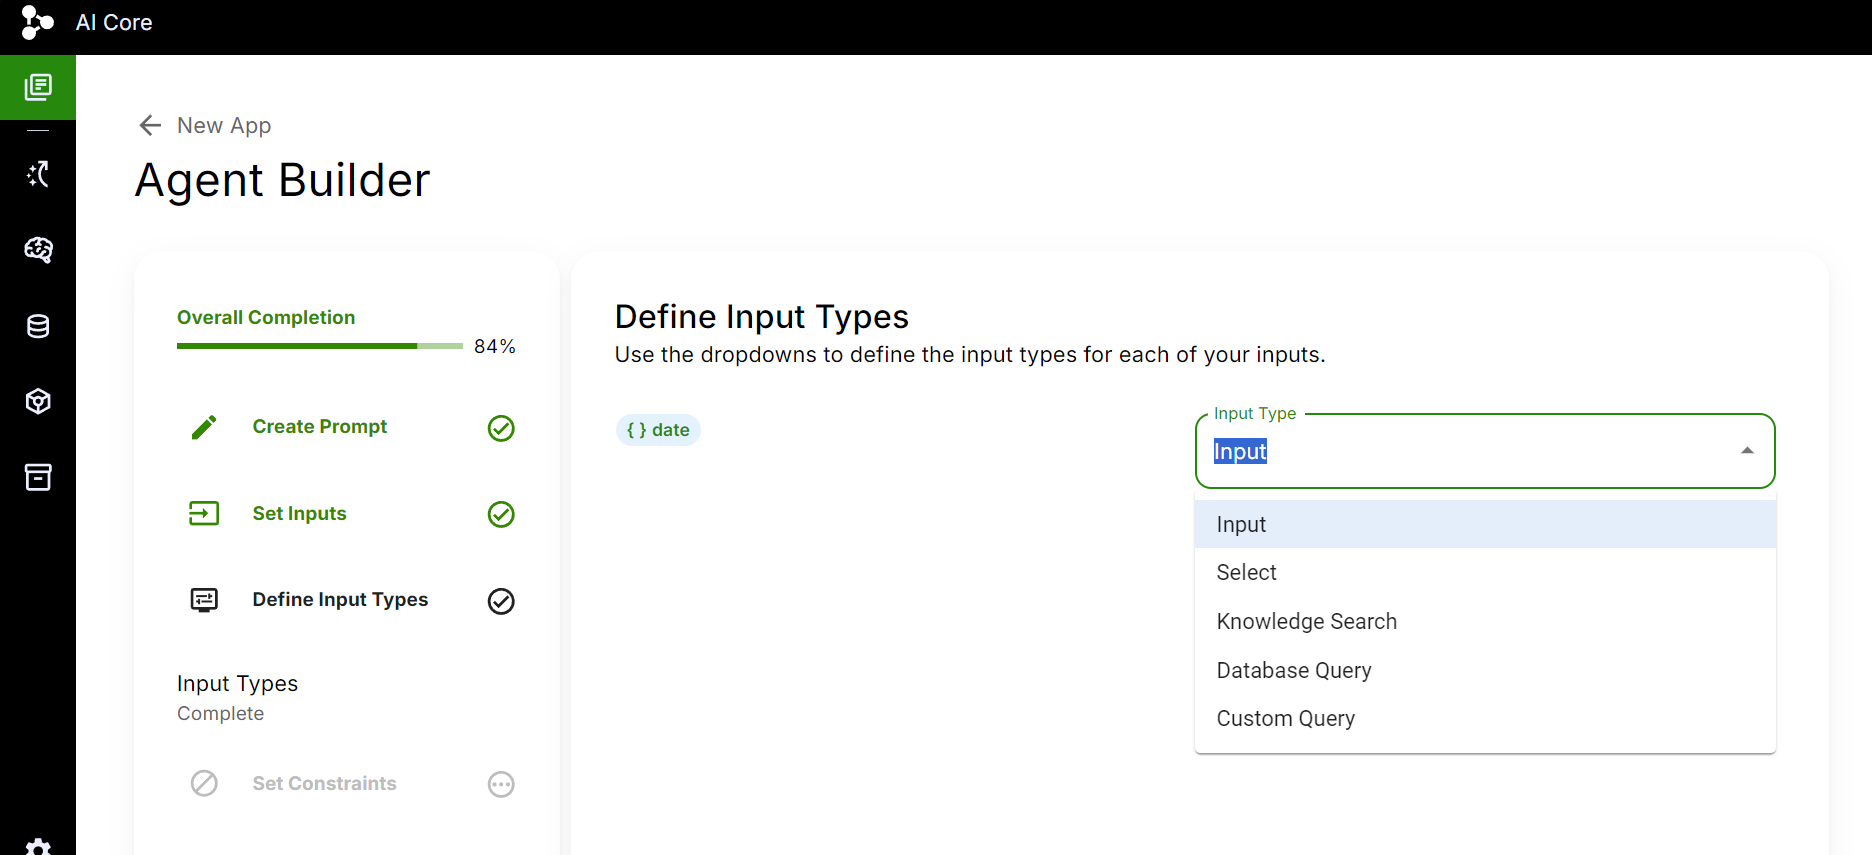 AI Core
New App
Agent Builder
Overall Completion
84%
Create Prompt
Set Inputs
Define Input Types
Input Types
Complete
Set Constraints
Define Input Types
Use the dropdowns to define the input types for each of your inputs.
{ } date
Input Type
Input
Input
Select
Knowledge Search
Database Query
Custom Query